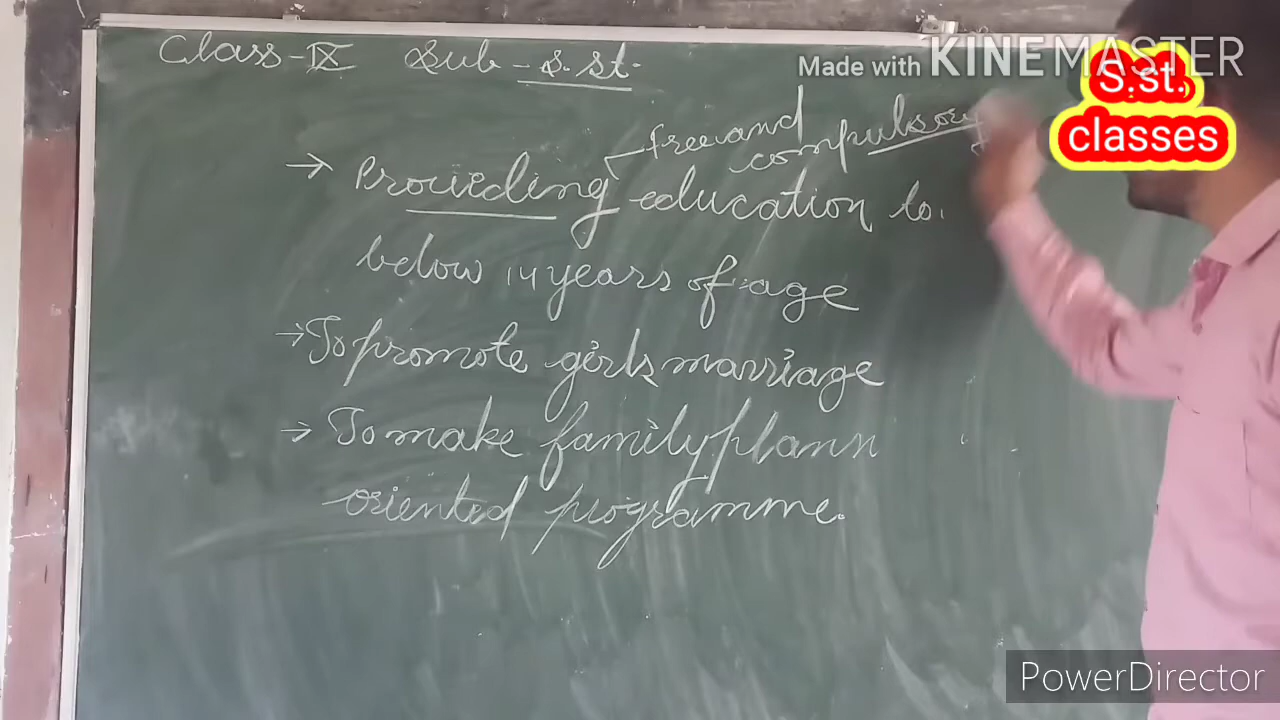 Class-IX Sub-S.St.
Made with KINEMASTER
S.st.
classes
free and
compulsory
→ Provieding education to.
below 14 years of age
→ To promote girls marriage
→ To make family plann
oriented programme.
PowerDirector